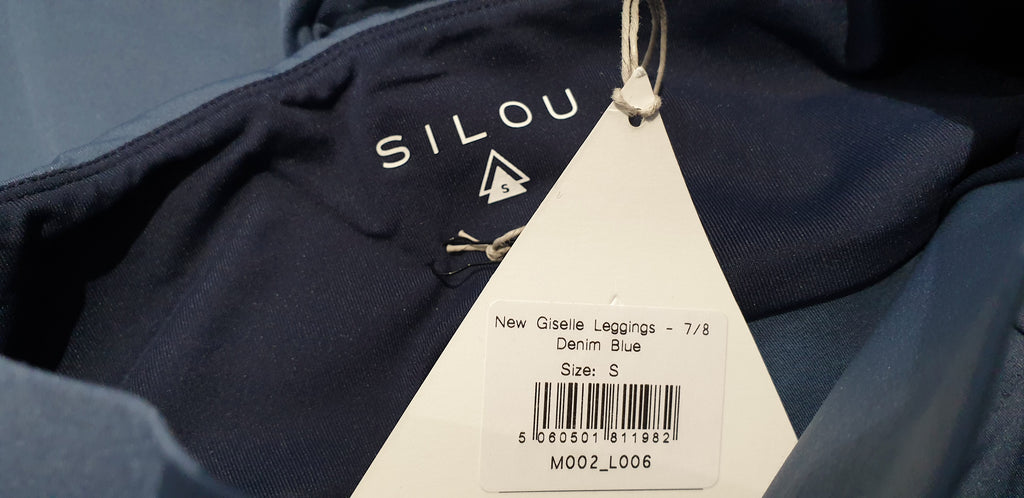 SILOU
S
New Giselle Leggings - 7/8
Denim Blue
Size: S
5 060501 811982
M002_L006